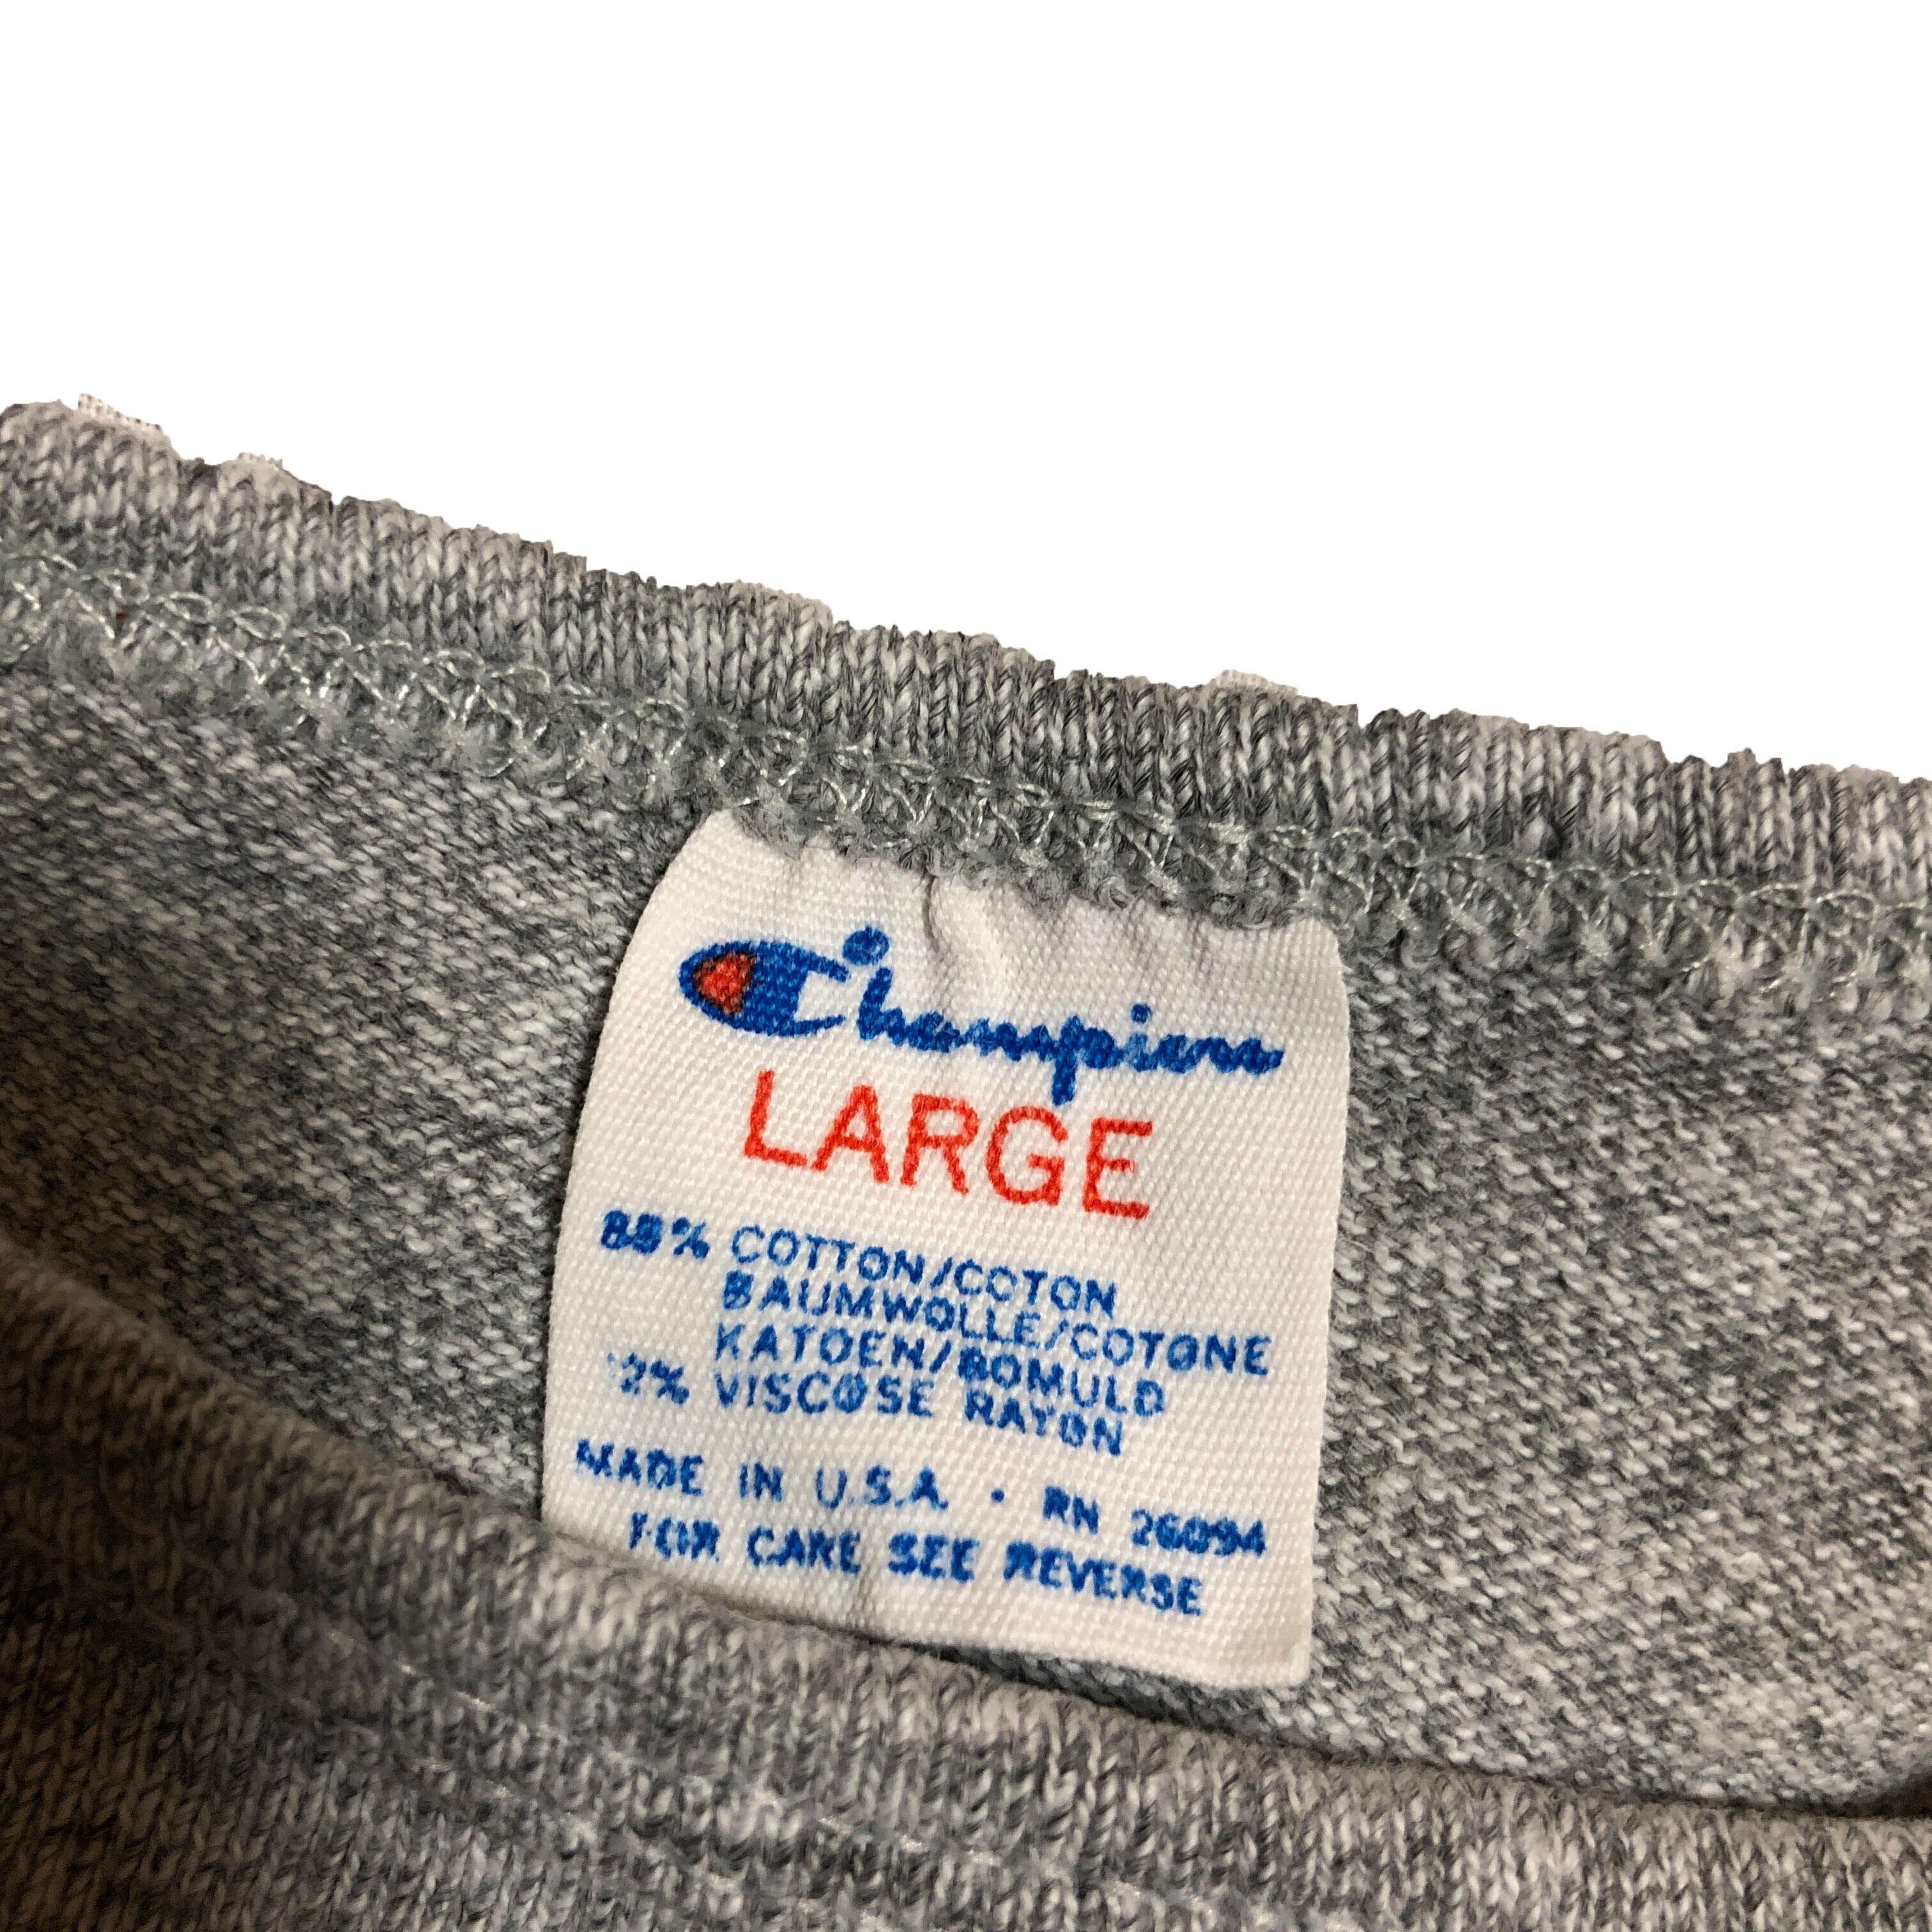 Champion
LARGE
88% COTTON/COTON
BAUMWOLLE/COTONE
KATOEN/BOMULD
12% VISCOSE RAYON
MADE IN U.S.A. • RN 26094
FOR CARE SEE REVERSE